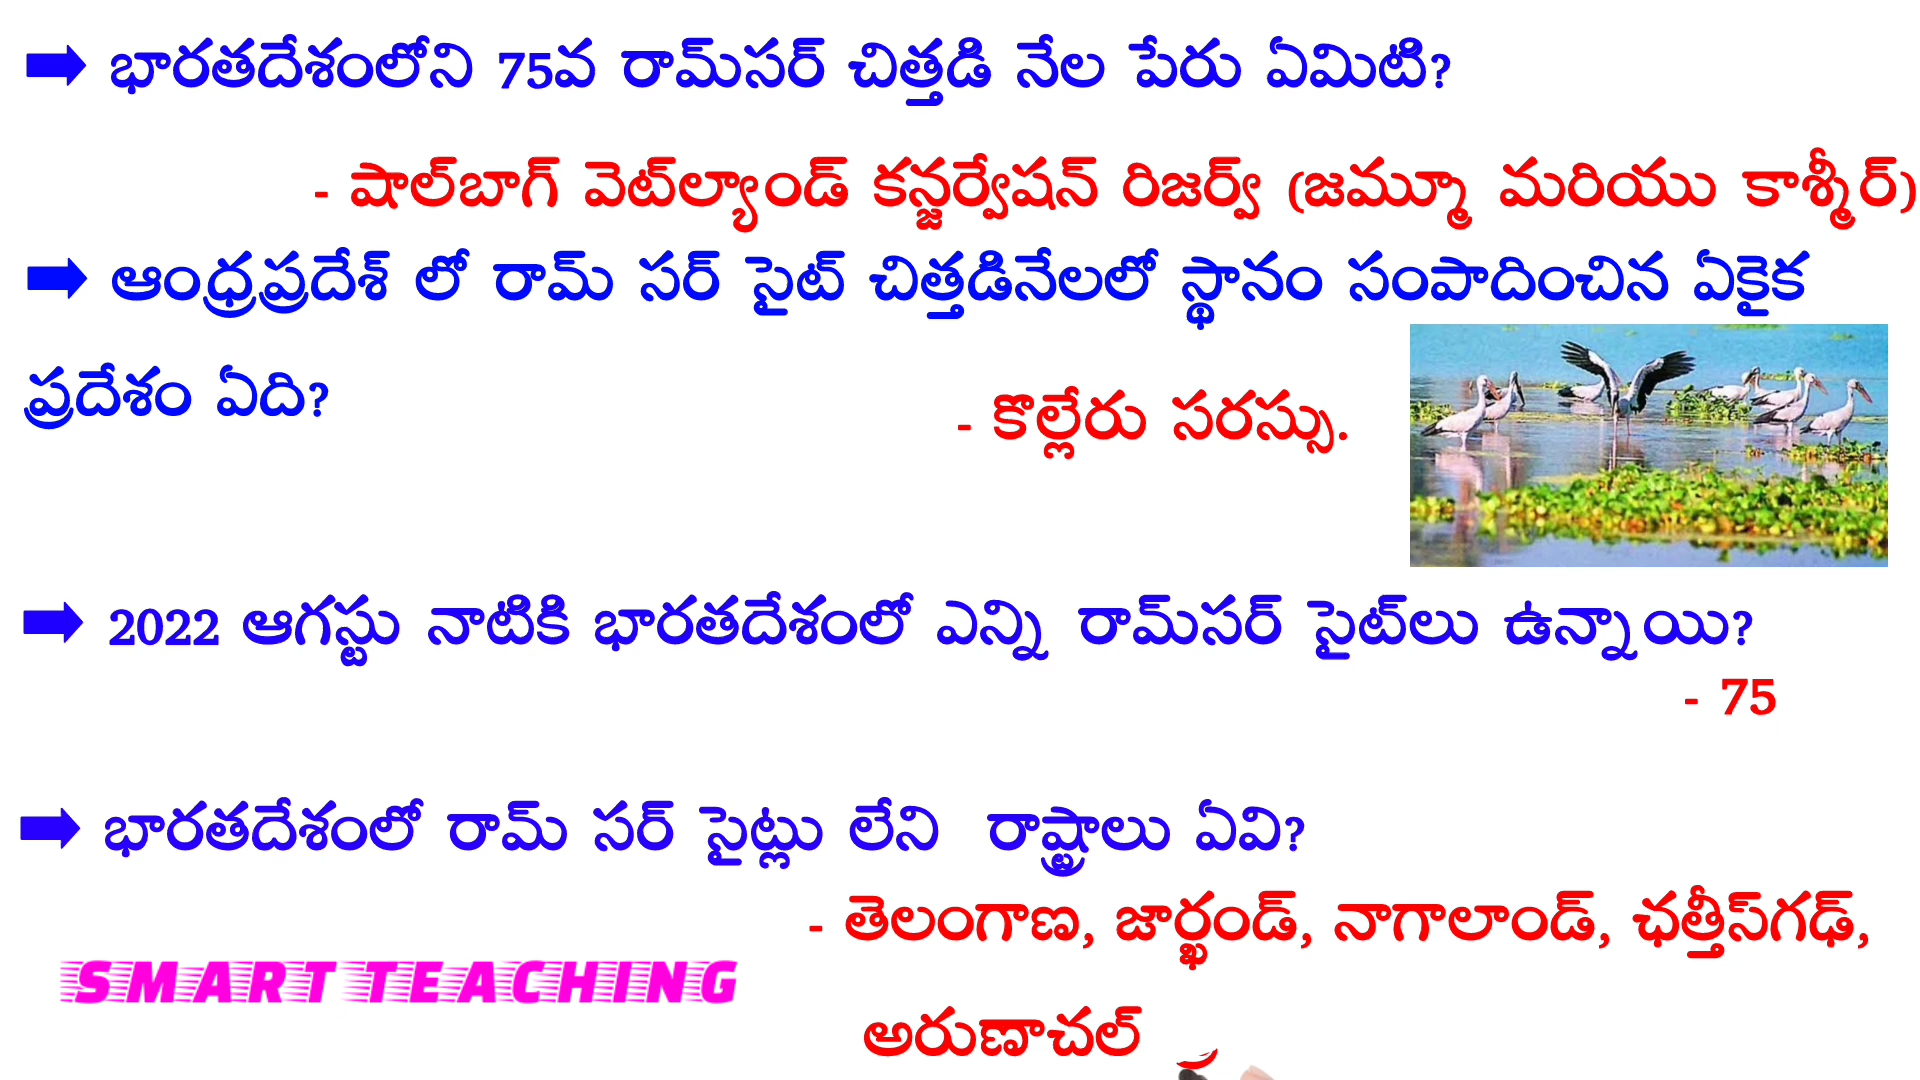 భారతదేశంలోని 75వ రామ్‌సర్ చిత్తడి నేల పేరు ఏమిటి?
- షాల్‌బాగ్ వెట్‌ల్యాండ్ కన్జర్వేషన్ రిజర్వ్ (జమ్మూ మరియు కాశ్మీర్)
ఆంధ్రప్రదేశ్ లో రామ్ సర్ సైట్ చిత్తడినేలలో స్థానం సంపాదించిన ఏకైక
ప్రదేశం ఏది?
- కొల్లేరు సరస్సు.
2022 ఆగస్టు నాటికి భారతదేశంలో ఎన్ని రామ్‌సర్ సైట్‌లు ఉన్నాయి?
- 75
భారతదేశంలో రామ్ సర్ సైట్లు లేని రాష్ట్రాలు ఏవి?
- తెలంగాణ, జార్ఖండ్, నాగాలాండ్, ఛత్తీస్‌గఢ్,
SMART TEACHING
అరుణాచల్